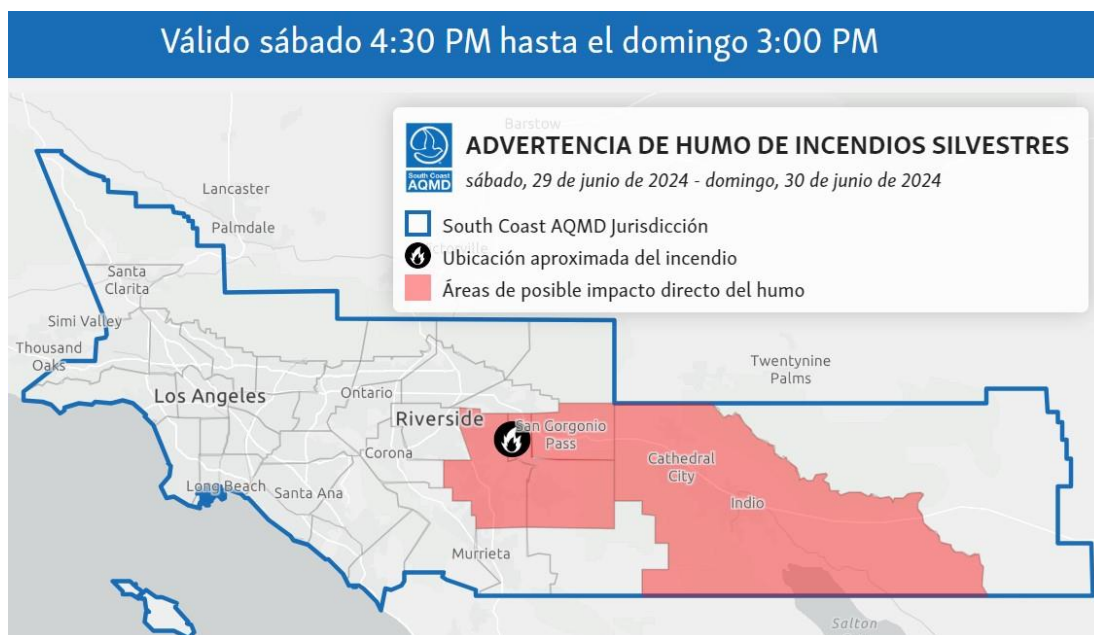 Válido sábado 4:30 PM hasta el domingo 3:00 PM
Barstow
South Coast
AQMD
ADVERTENCIA DE HUMO DE INCENDIOS SILVESTRES
sábado, 29 de junio de 2024 - domingo, 30 de junio de 2024
South Coast AQMD Jurisdicción
Ubicación aproximada del incendio
Áreas de posible impacto directo del humo
Lancaster
Palmdale
Santa
Clarita
Simi Valley
Thousand
Oaks
Los Angeles
Ontario
Riverside
San Gorgonio
Pass
Corona
Long Beach
Santa Ana
Murrieta
Twentynine
Palms
Cathedral
City
Indio
Salton